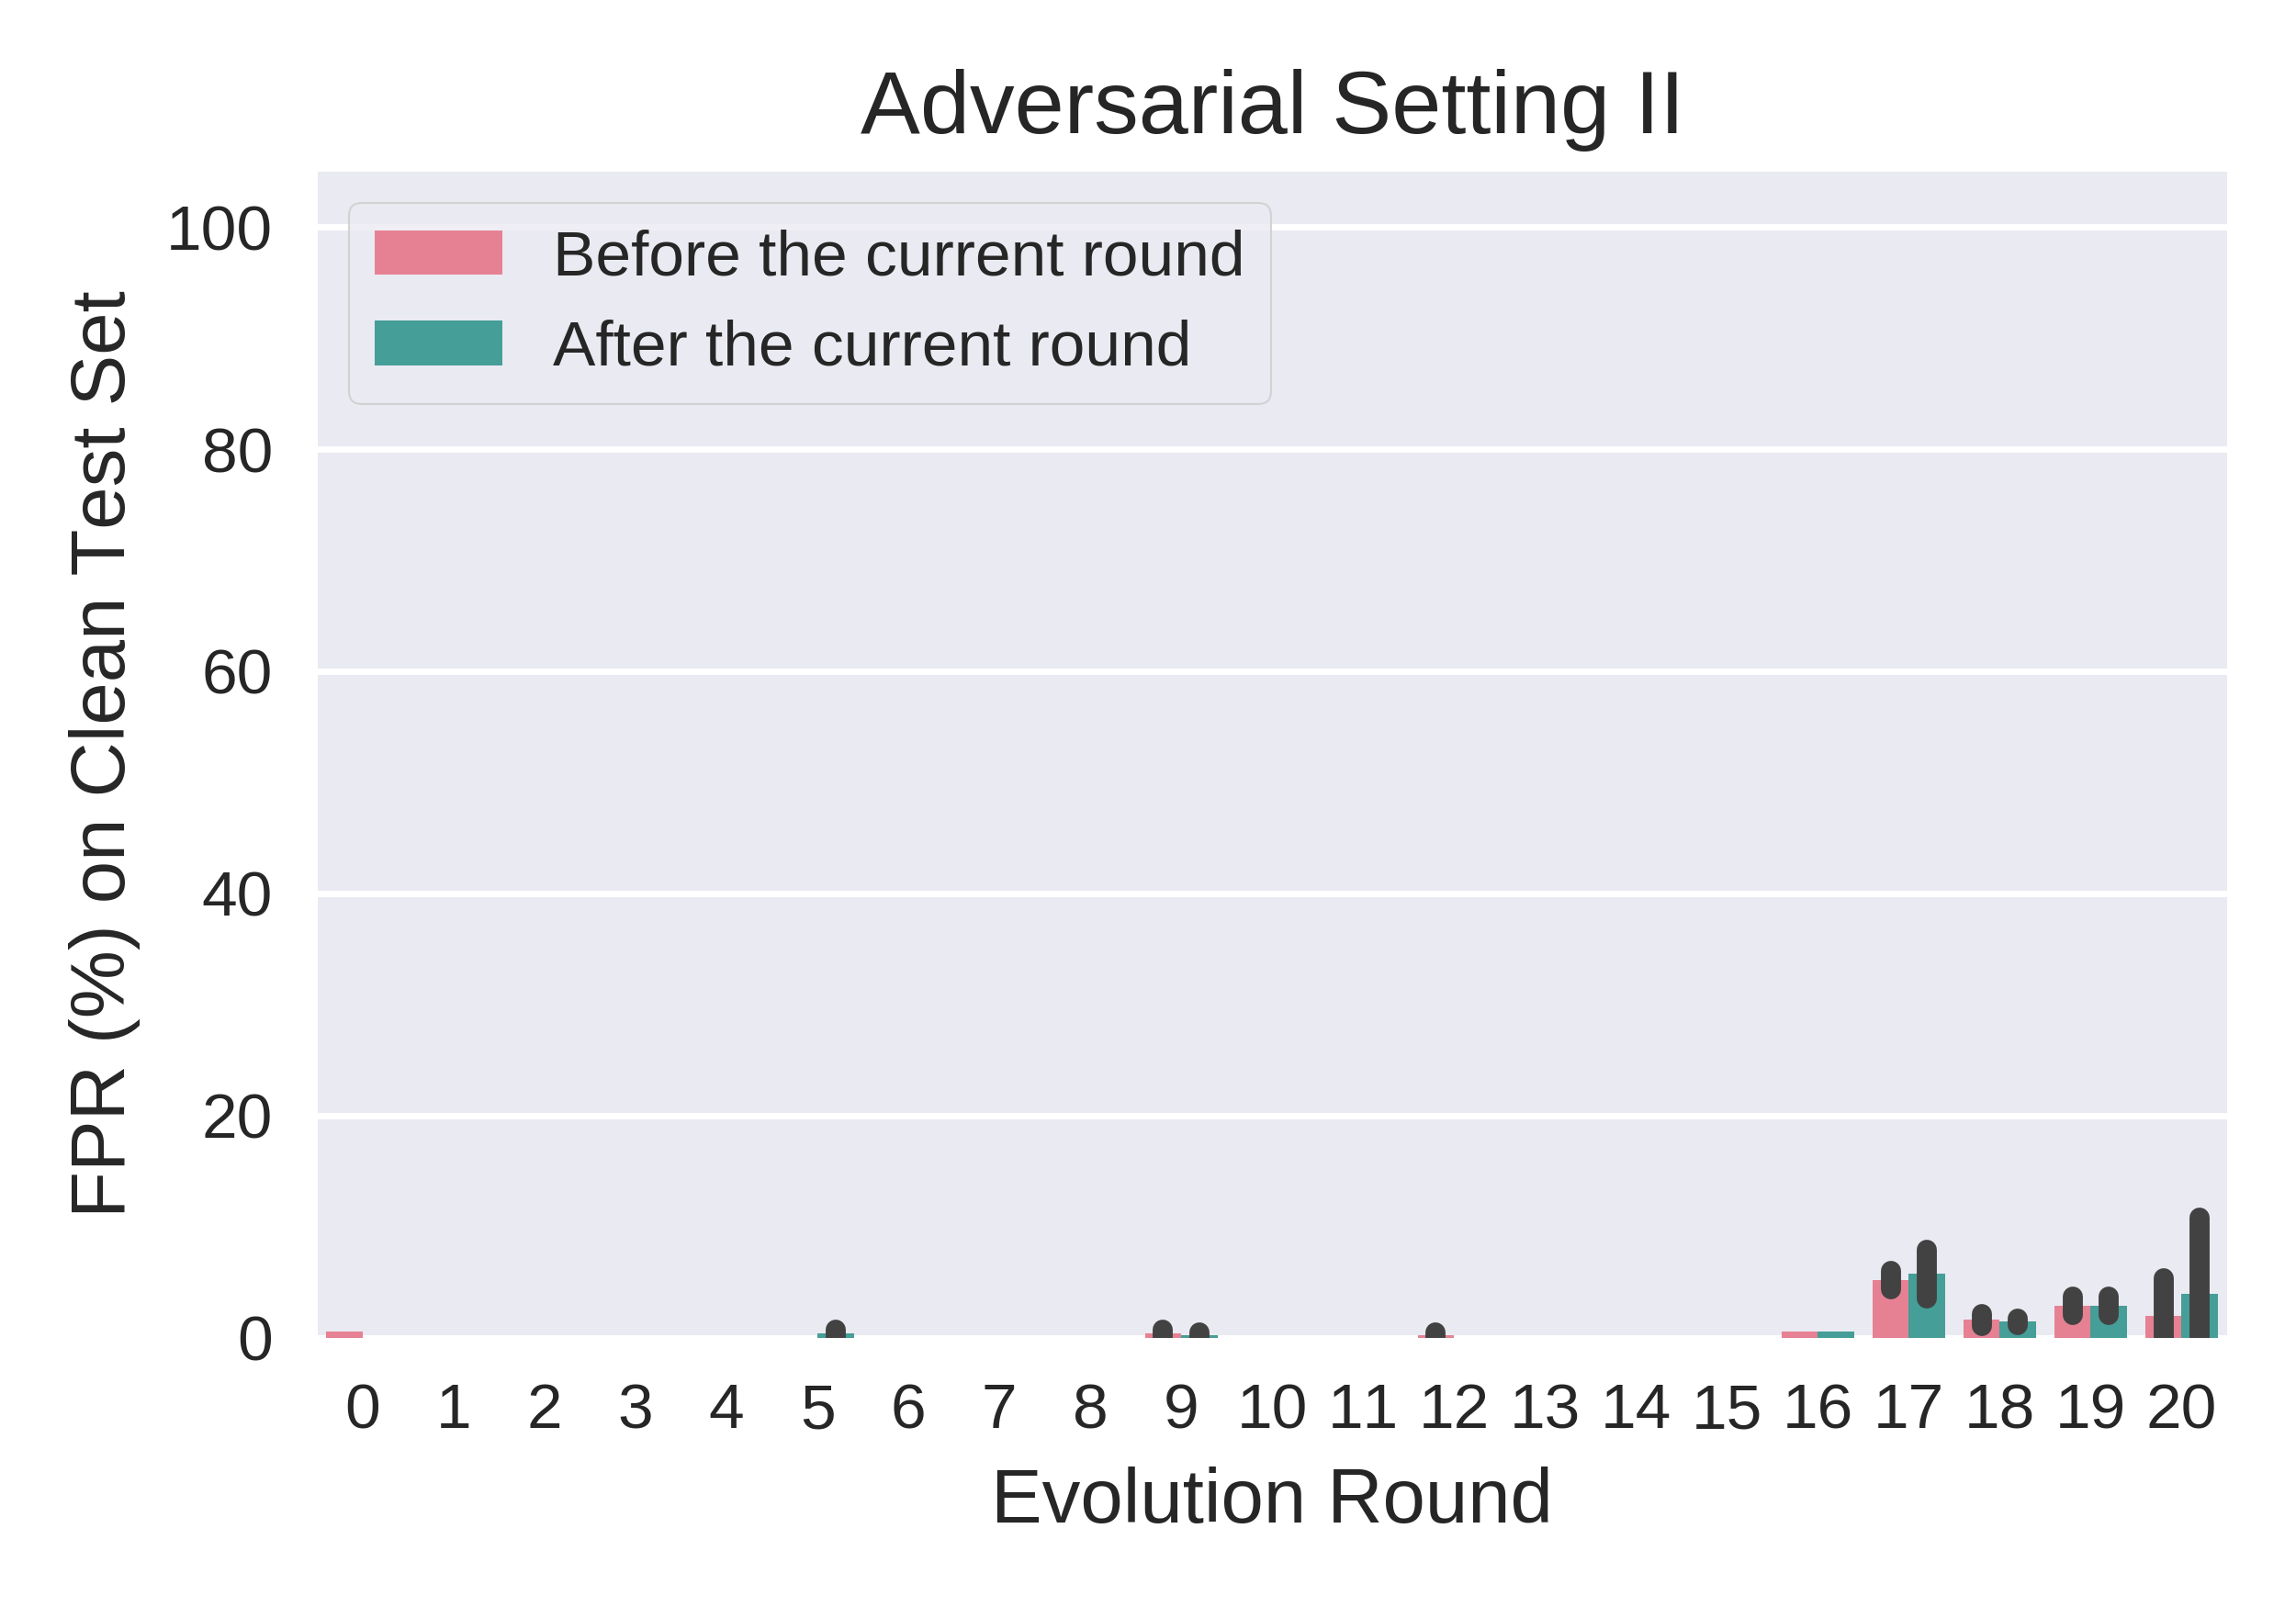 Adversarial Setting II
FPR (%) on Clean Test Set
100
80
60
40
20
0
Before the current round
After the current round
0 1 2 3 4 5 6 7 8 9 10 11 12 13 14 15 16 17 18 19 20
Evolution Round